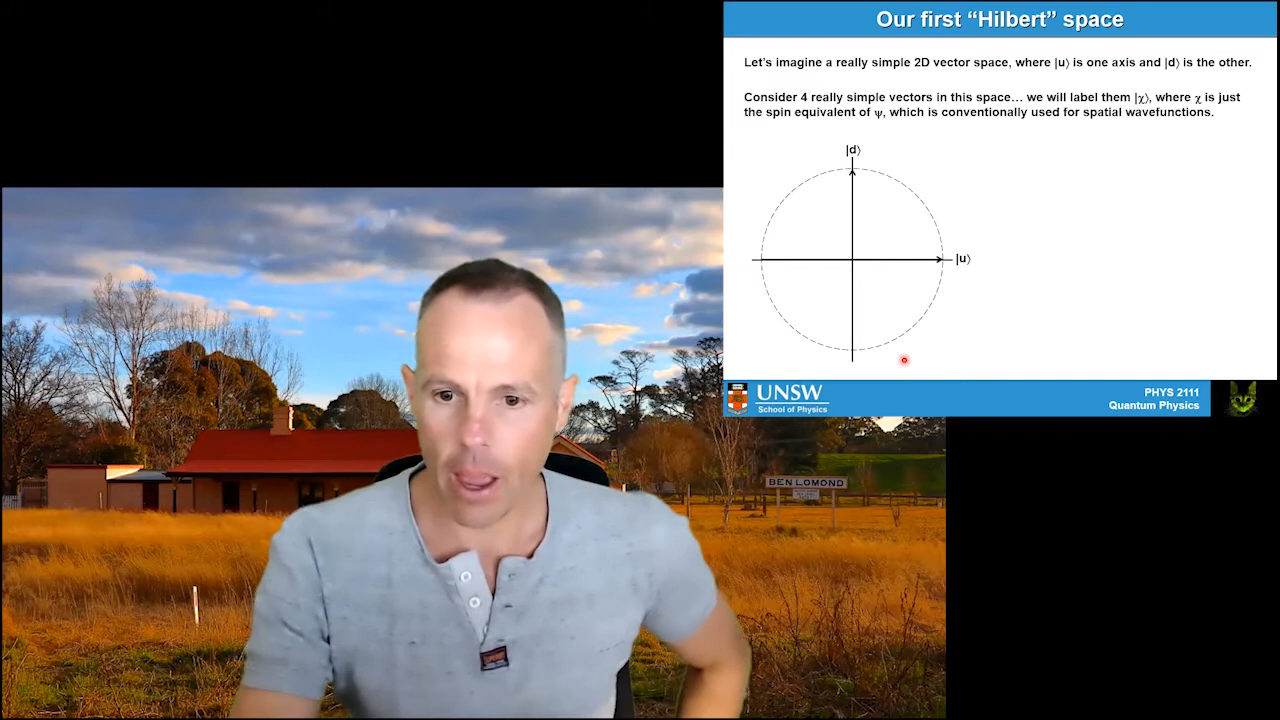 Our first “Hilbert” space
Let’s imagine a really simple 2D vector space, where |u⟩ is one axis and |d⟩ is the other.
Consider 4 really simple vectors in this space… we will label them |χ⟩, where χ is just
the spin equivalent of ψ, which is conventionally used for spatial wavefunctions.
|d⟩
|u⟩
UNSW
School of Physics
PHYS 2111
Quantum Physics
BEN LOMOND